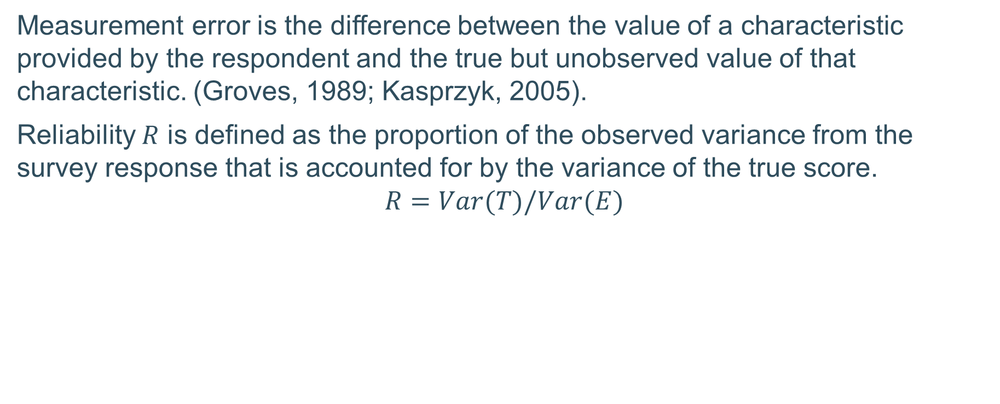 Measurement error is the difference between the value of a characteristic
provided by the respondent and the true but unobserved value of that
characteristic. (Groves, 1989; Kasprzyk, 2005).
Reliability R is defined as the proportion of the observed variance from the
survey response that is accounted for by the variance of the true score.
R = Var(T)/Var(E)